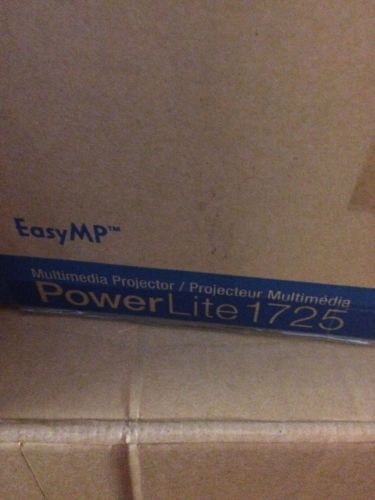 EasyMP™
Multimedia Projector / Projecteur Multimédia
PowerLite 1725